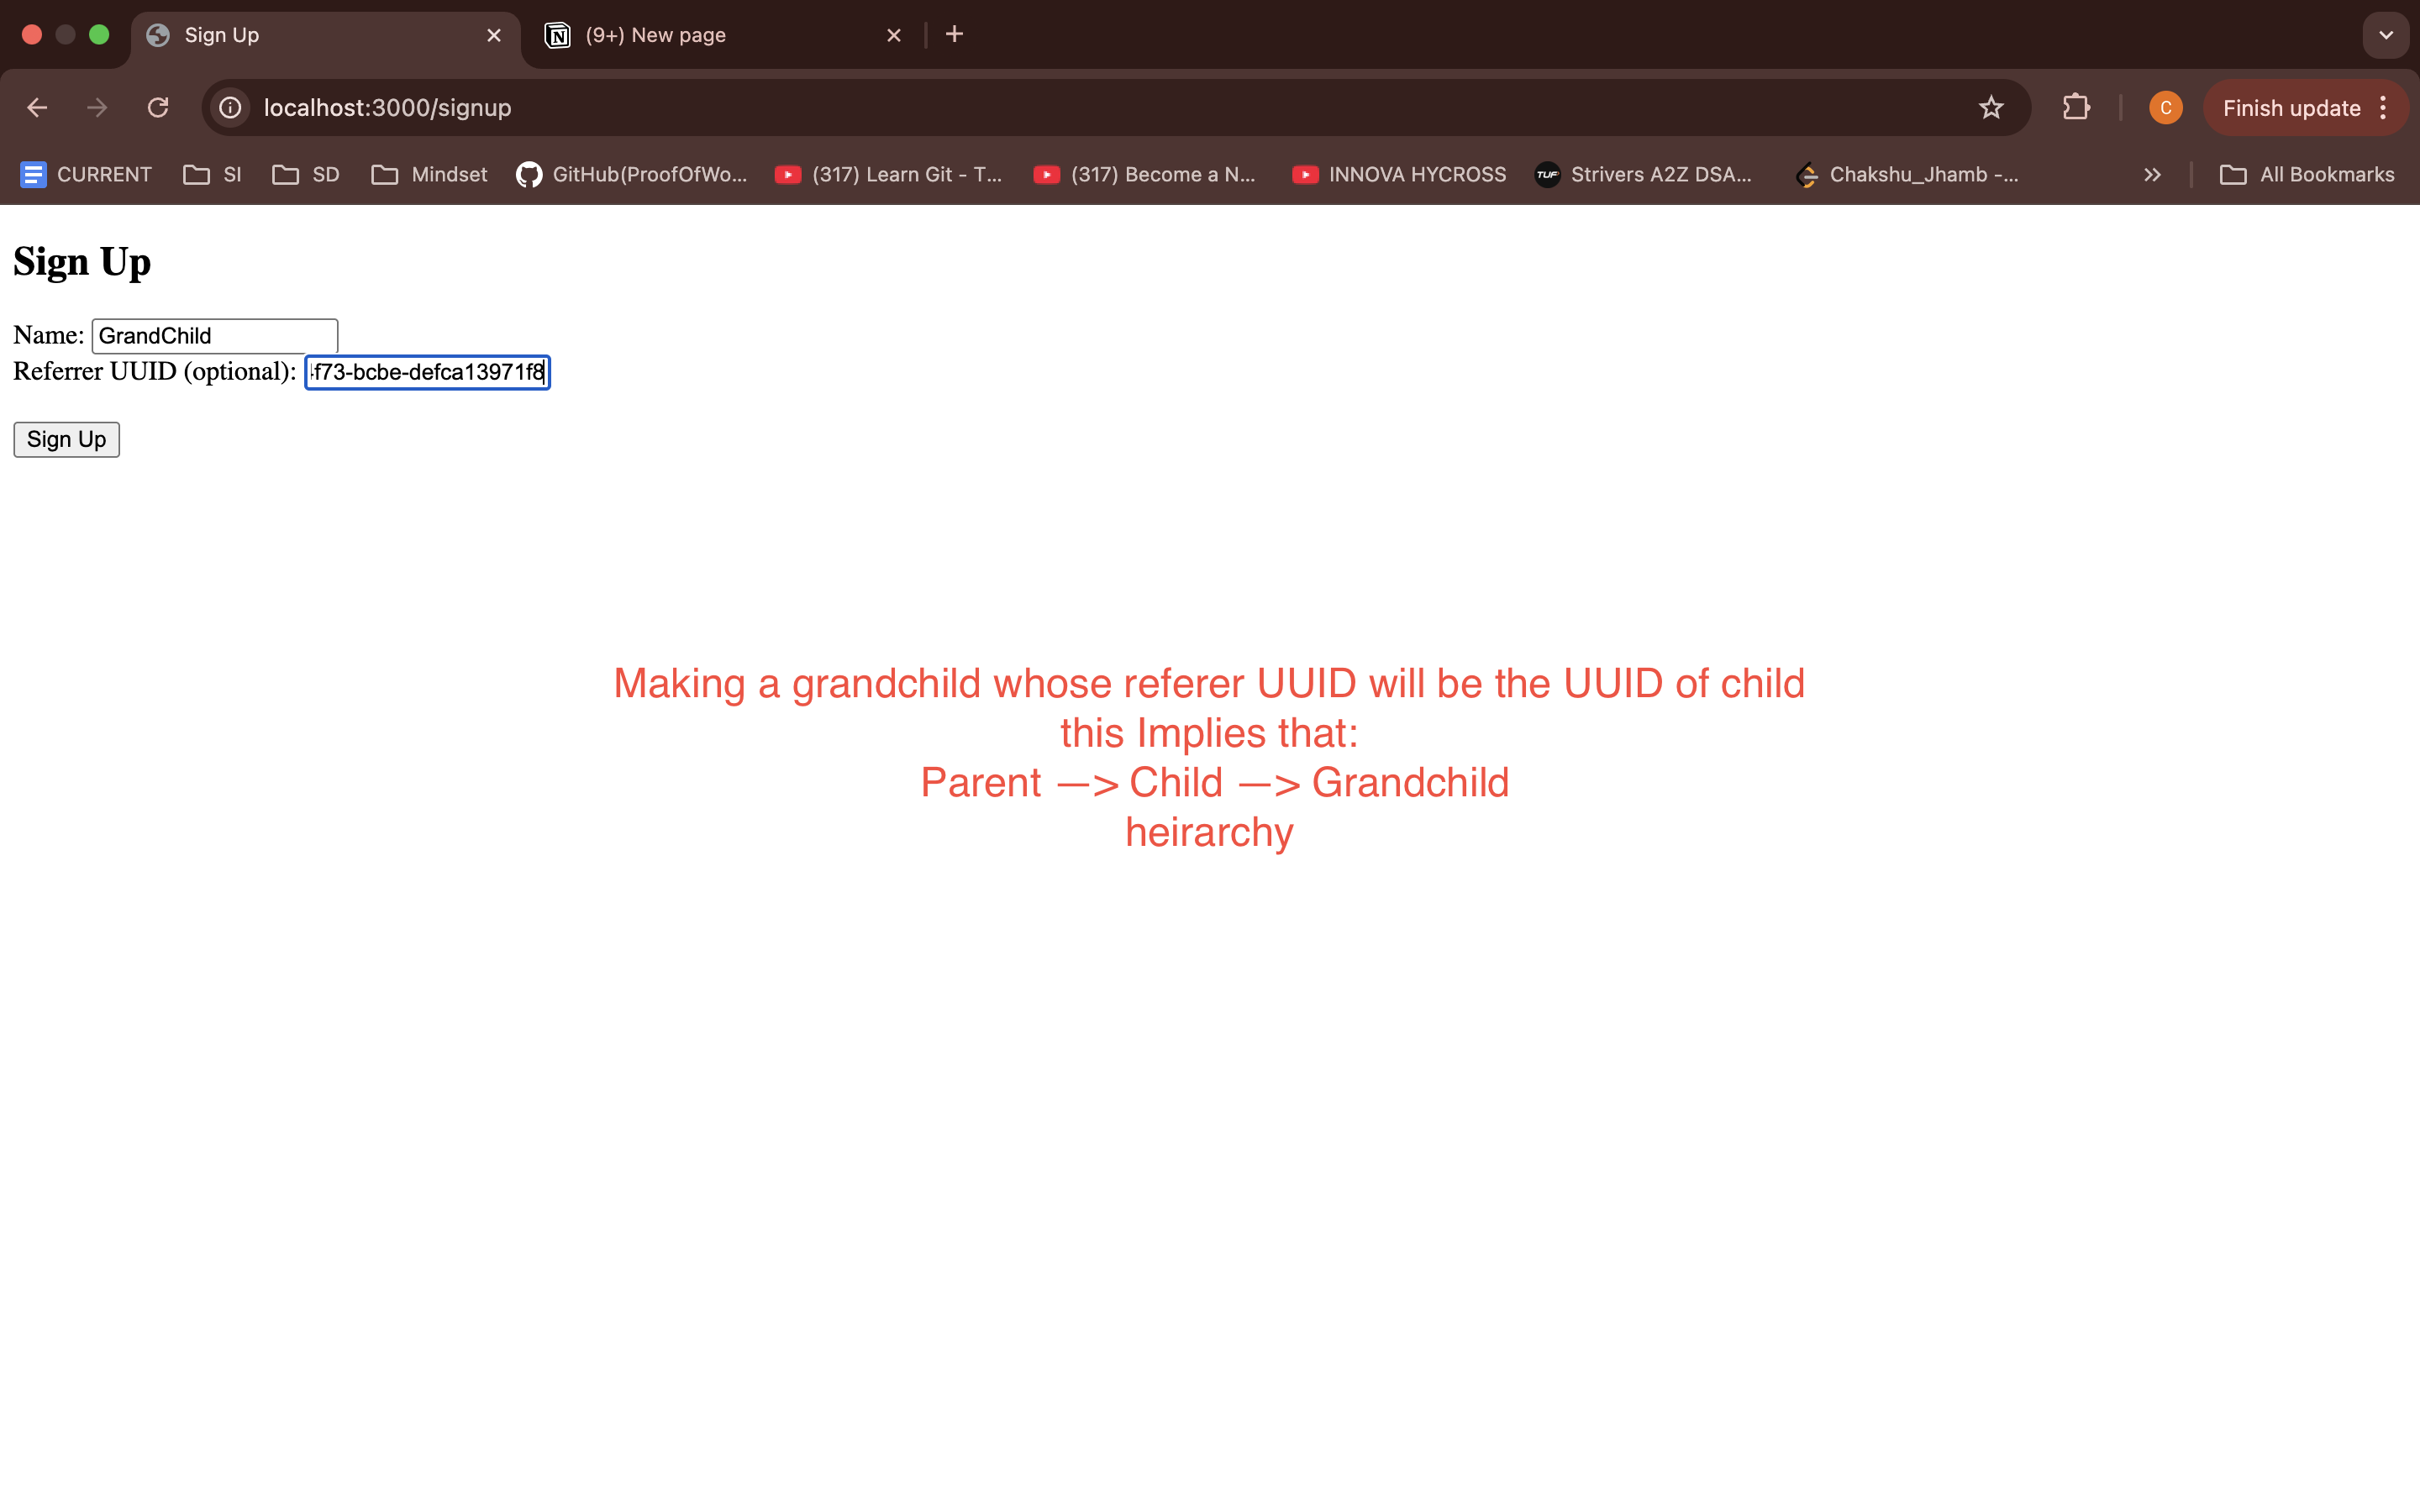 Sign Up
(9+) New page
localhost:3000/signup
C
Finish update
CURRENT
SI
SD
Mindset
GitHub(ProofOfWo...
(317) Learn Git - T...
(317) Become a N...
INNOVA HYCROSS
TUF
Strivers A2Z DSA...
Chakshu_Jhamb -...
All Bookmarks
Sign Up
Name: GrandChild
Referrer UUID (optional): f73-bcbe-defca13971f8
Sign Up
Making a grandchild whose referer UUID will be the UUID of child
this Implies that:
Parent —> Child —> Grandchild
heirarchy